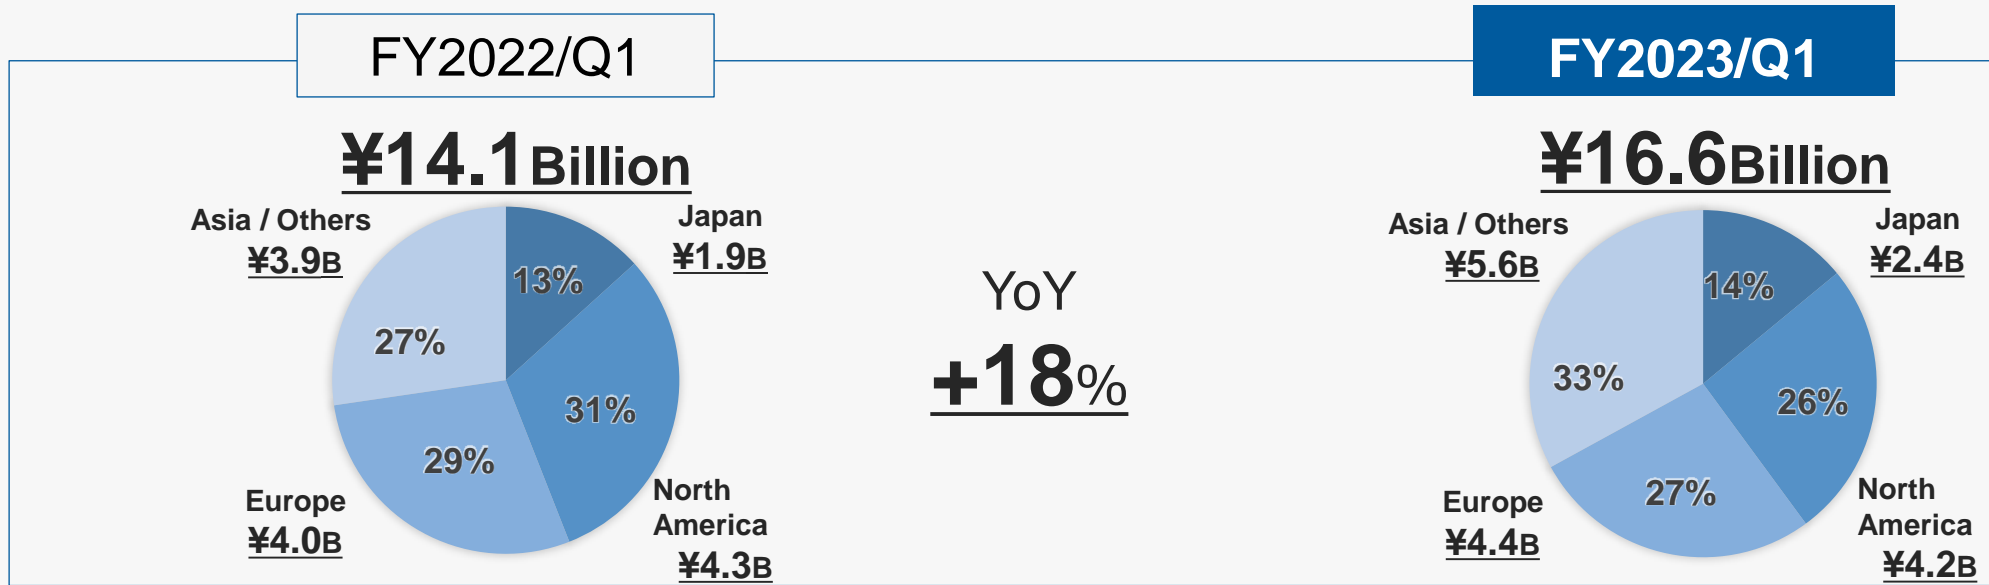 FY2022/Q1
¥14.1Billion
Asia / Others
¥3.9B
Japan
¥1.9B
13%
27%
31%
29%
Europe
¥4.0B
North
America
¥4.3B
YoY
+18%
FY2023/Q1
¥16.6Billion
Asia / Others
¥5.6B
Japan
¥2.4B
14%
33%
26%
27%
Europe
¥4.4B
North
America
¥4.2B